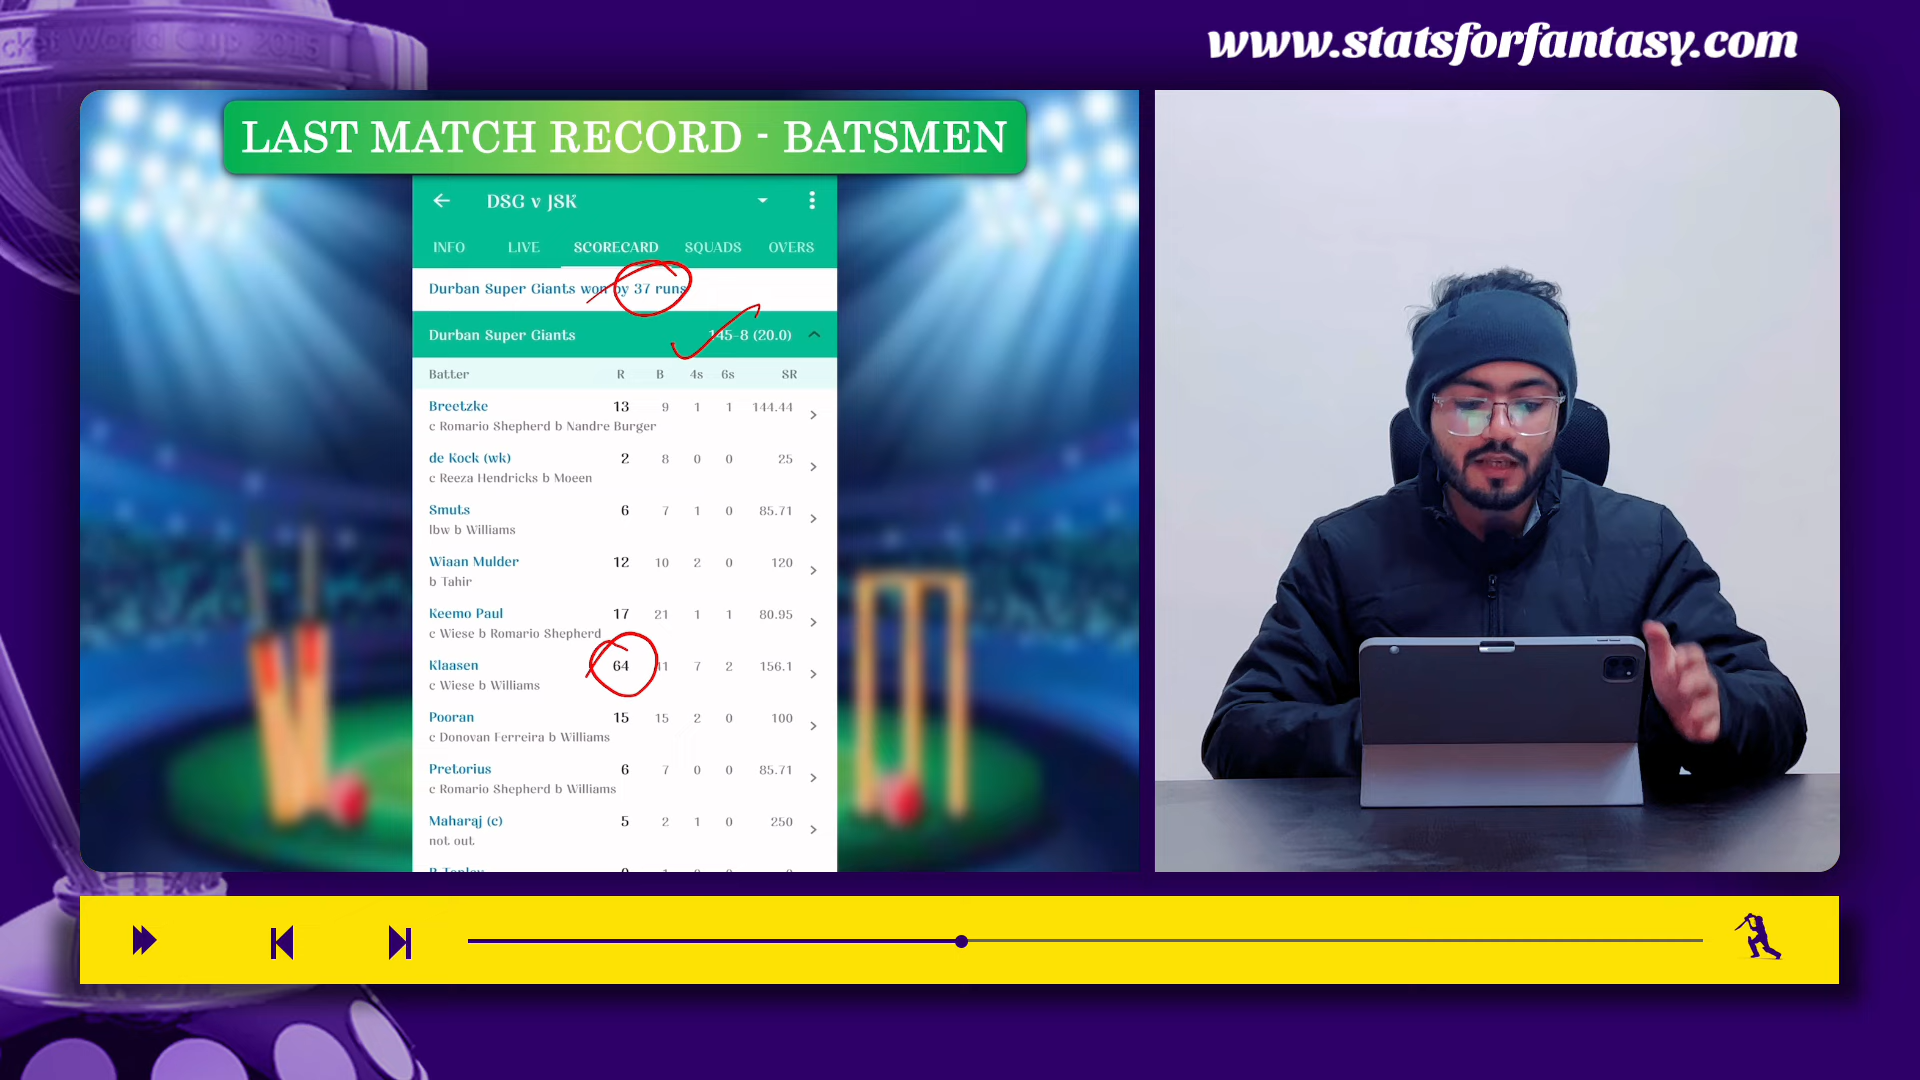 cket World Cup 2015
www.statsforfantasy.com
LAST MATCH RECORD - BATSMEN
DSG v JSK
INFO LIVE SCORECARD SQUADS OVERS
Durban Super Giants won by 37 runs
Durban Super Giants 145-8 (20.0)
Batter R B 4s 6s SR
Breetzke 13 9 1 1 144.44
c Romario Shepherd b Nandre Burger
de Kock (wk) 2 8 0 0 25
c Reeza Hendricks b Moeen
Smuts 6 7 1 0 85.71
lbw b Williams
Wiaan Mulder 12 10 2 0 120
b Tahir
Keemo Paul 17 21 1 1 80.95
c Wiese b Romario Shepherd
Klaasen 64 7 2 156.1
c Wiese b Williams
Pooran 15 15 2 0 100
c Donovan Ferreira b Williams
Pretorius 6 7 0 0 85.71
c Romario Shepherd b Williams
Maharaj (c) 5 2 1 0 250
not out